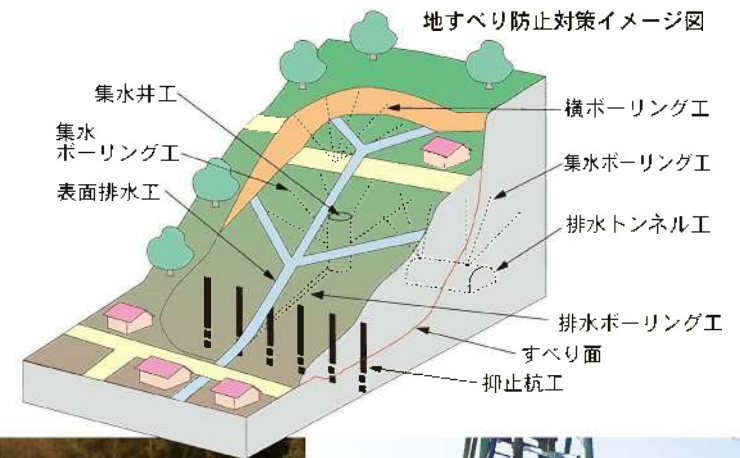 地すべり防止対策イメージ図
集水井工
集水
ボーリング工
表面排水工
横ボーリング工
集水ボーリング工
排水トンネル工
排水ボーリング工
すべり面
抑止杭工